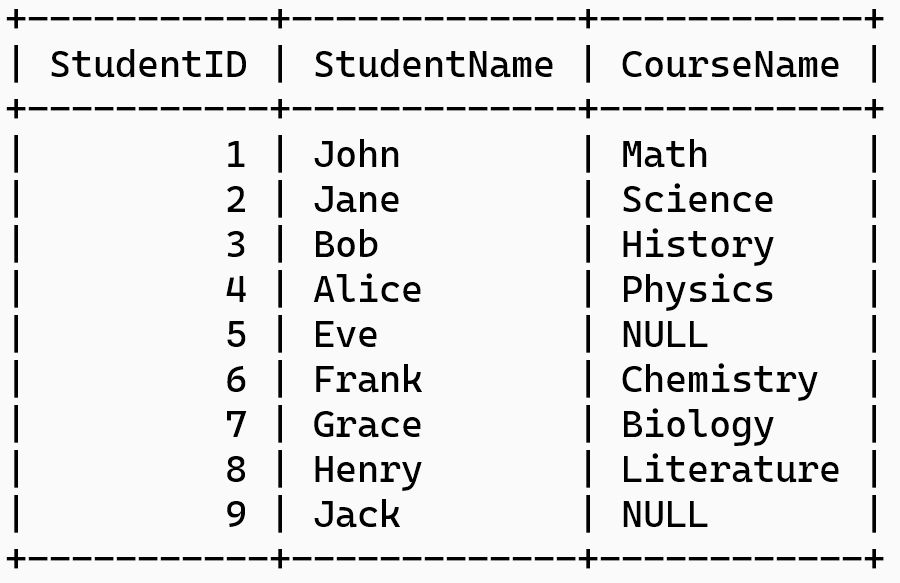 +------------+-------------+------------+
| StudentID | StudentName | CourseName |
+------------+-------------+------------+
|         1 | John        | Math       |
|         2 | Jane        | Science    |
|         3 | Bob         | History    |
|         4 | Alice       | Physics    |
|         5 | Eve         | NULL       |
|         6 | Frank       | Chemistry  |
|         7 | Grace       | Biology    |
|         8 | Henry       | Literature |
|         9 | Jack        | NULL       |
+------------+-------------+------------+